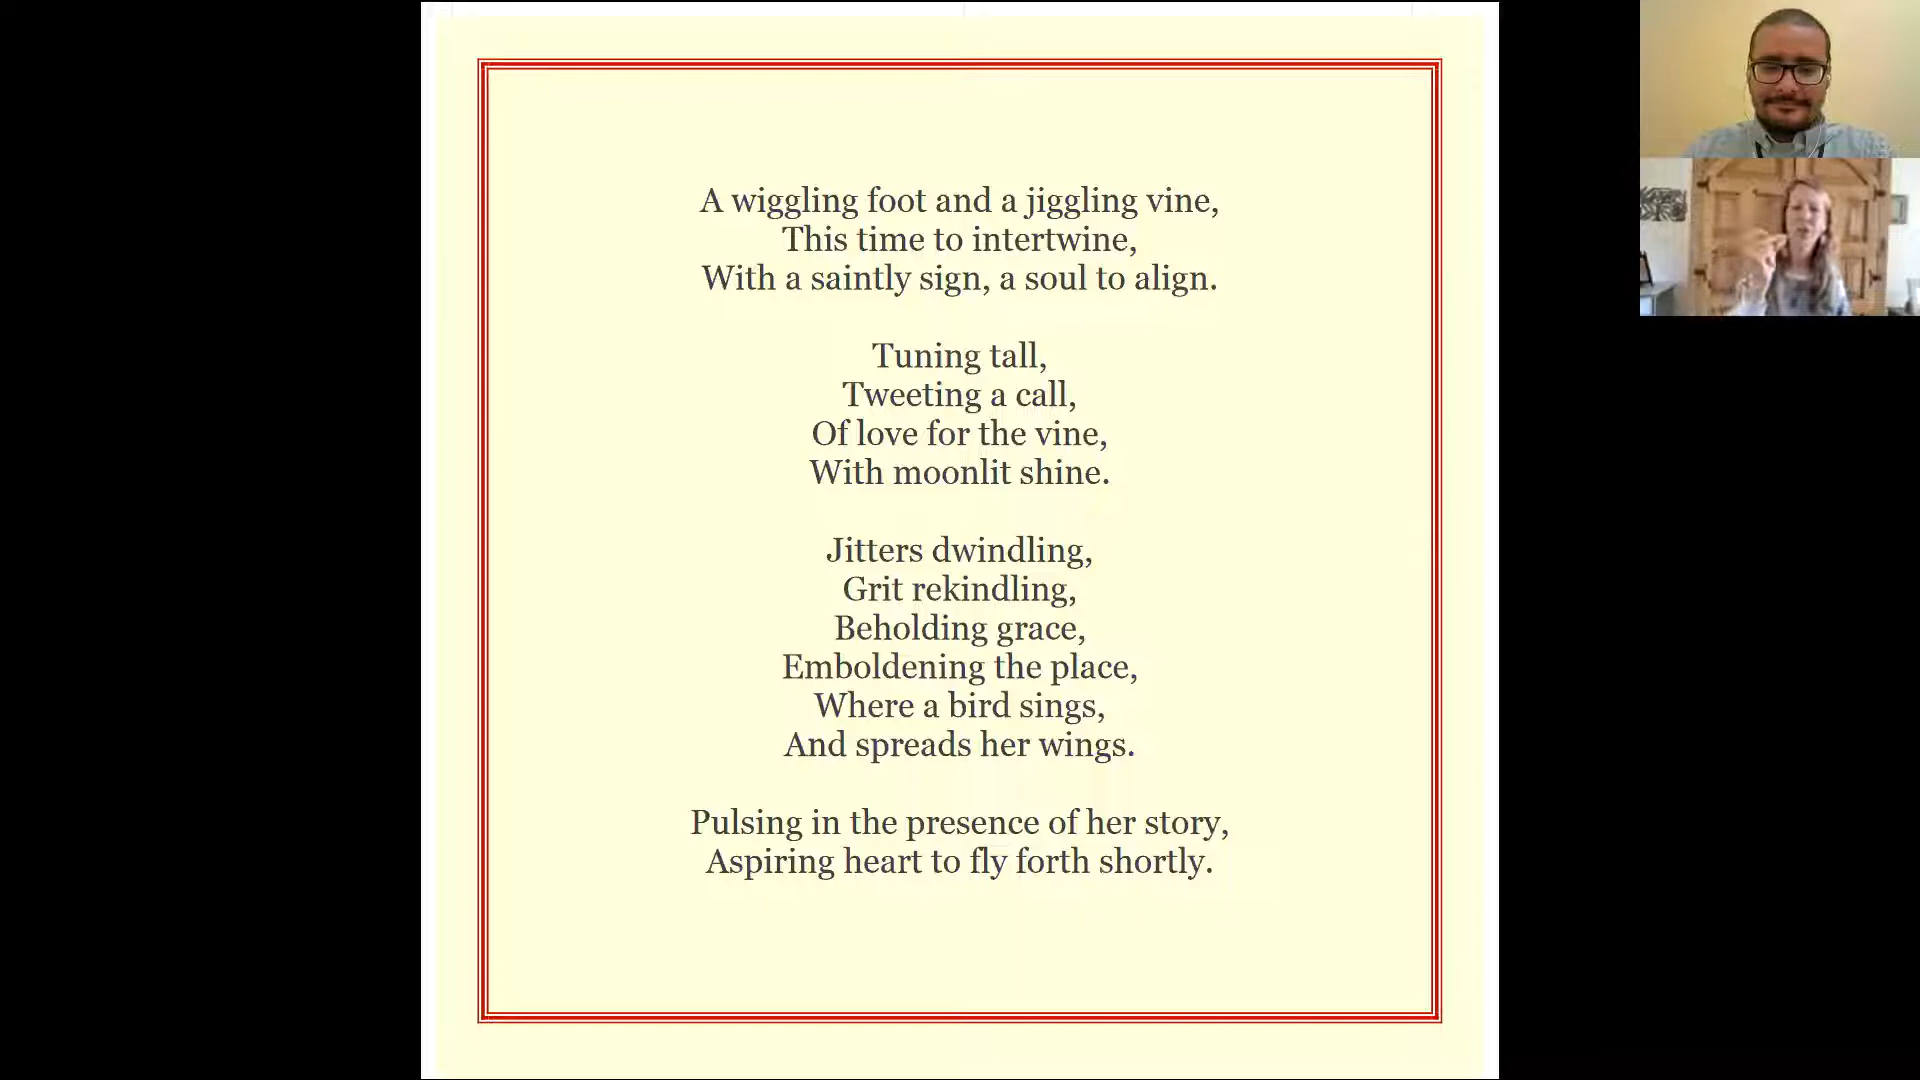 A wiggling foot and a jiggling vine,
This time to intertwine,
With a saintly sign, a soul to align.
Tuning tall,
Tweeting a call,
Of love for the vine,
With moonlit shine.
Jitters dwindling,
Grit rekindling,
Beholding grace,
Emboldening the place,
Where a bird sings,
And spreads her wings.
Pulsing in the presence of her story,
Aspiring heart to fly forth shortly.